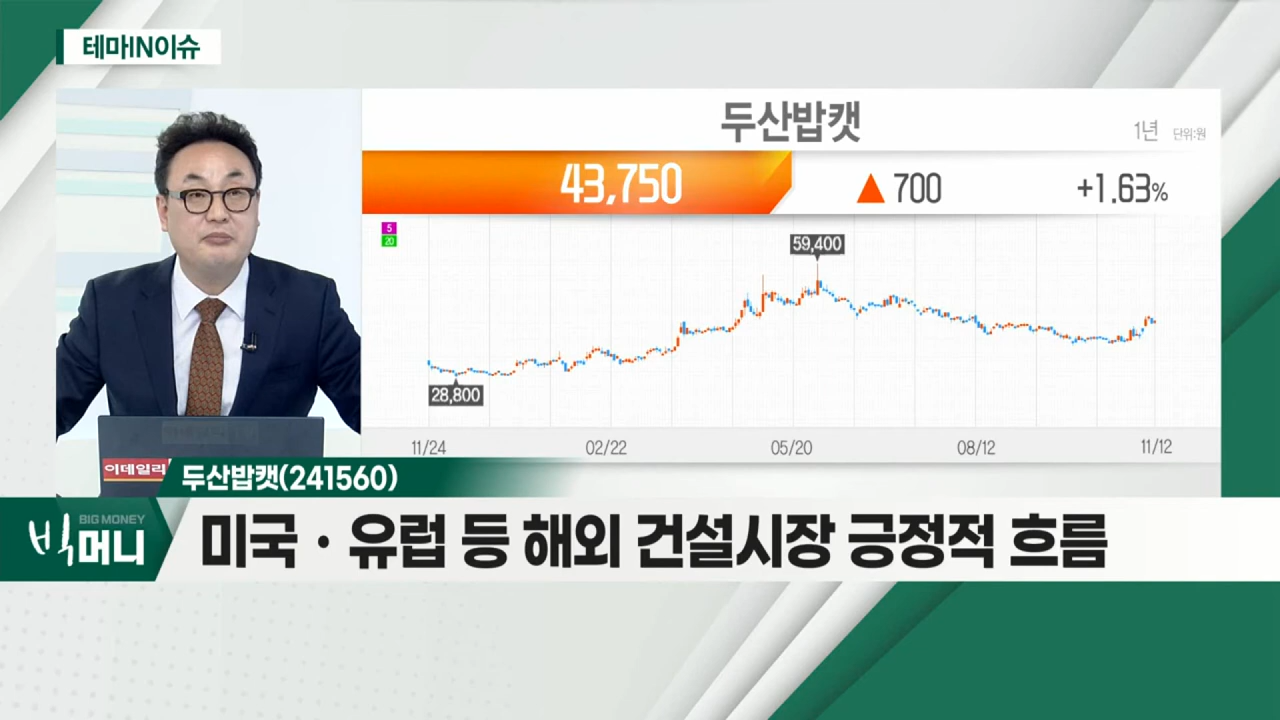 테마IN이슈
두산밥캣
1년 단위:원
43,750 ▲ 700 +1.63%
5
20
59,400
28,800
11/24 02/22 05/20 08/12 11/12
이데일리
두산밥캣(241560)
BIG MONEY
빅머니
미국·유럽 등 해외 건설시장 긍정적 흐름